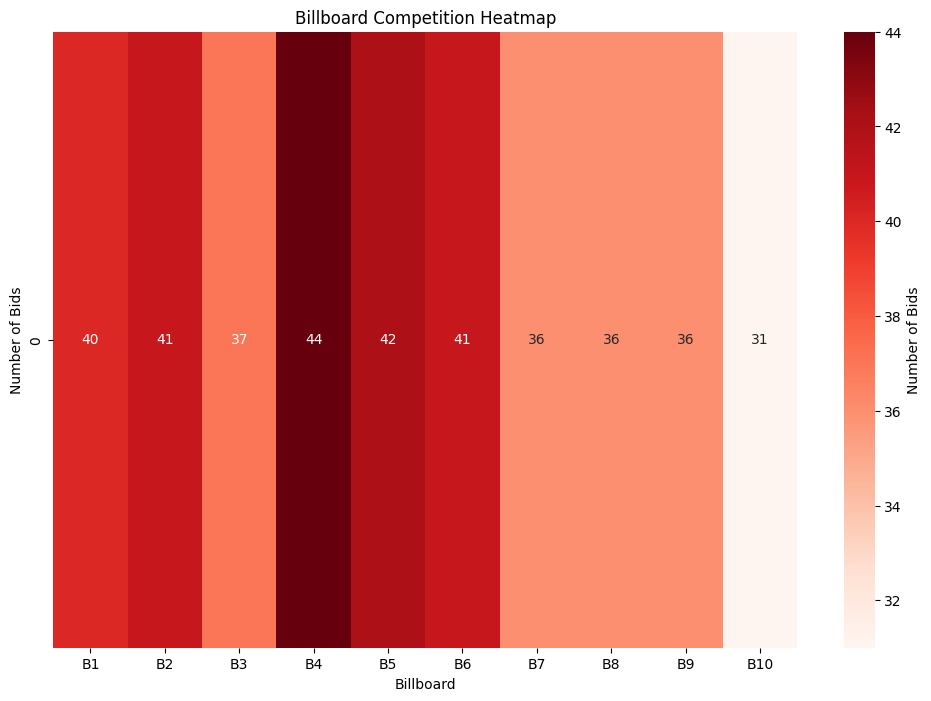 Billboard Competition Heatmap
Number of Bids
0
40 41 37 44 42 41 36 36 36 31
B1 B2 B3 B4 B5 B6 B7 B8 B9 B10
Billboard
44
42
40
38
36
34
32
Number of Bids